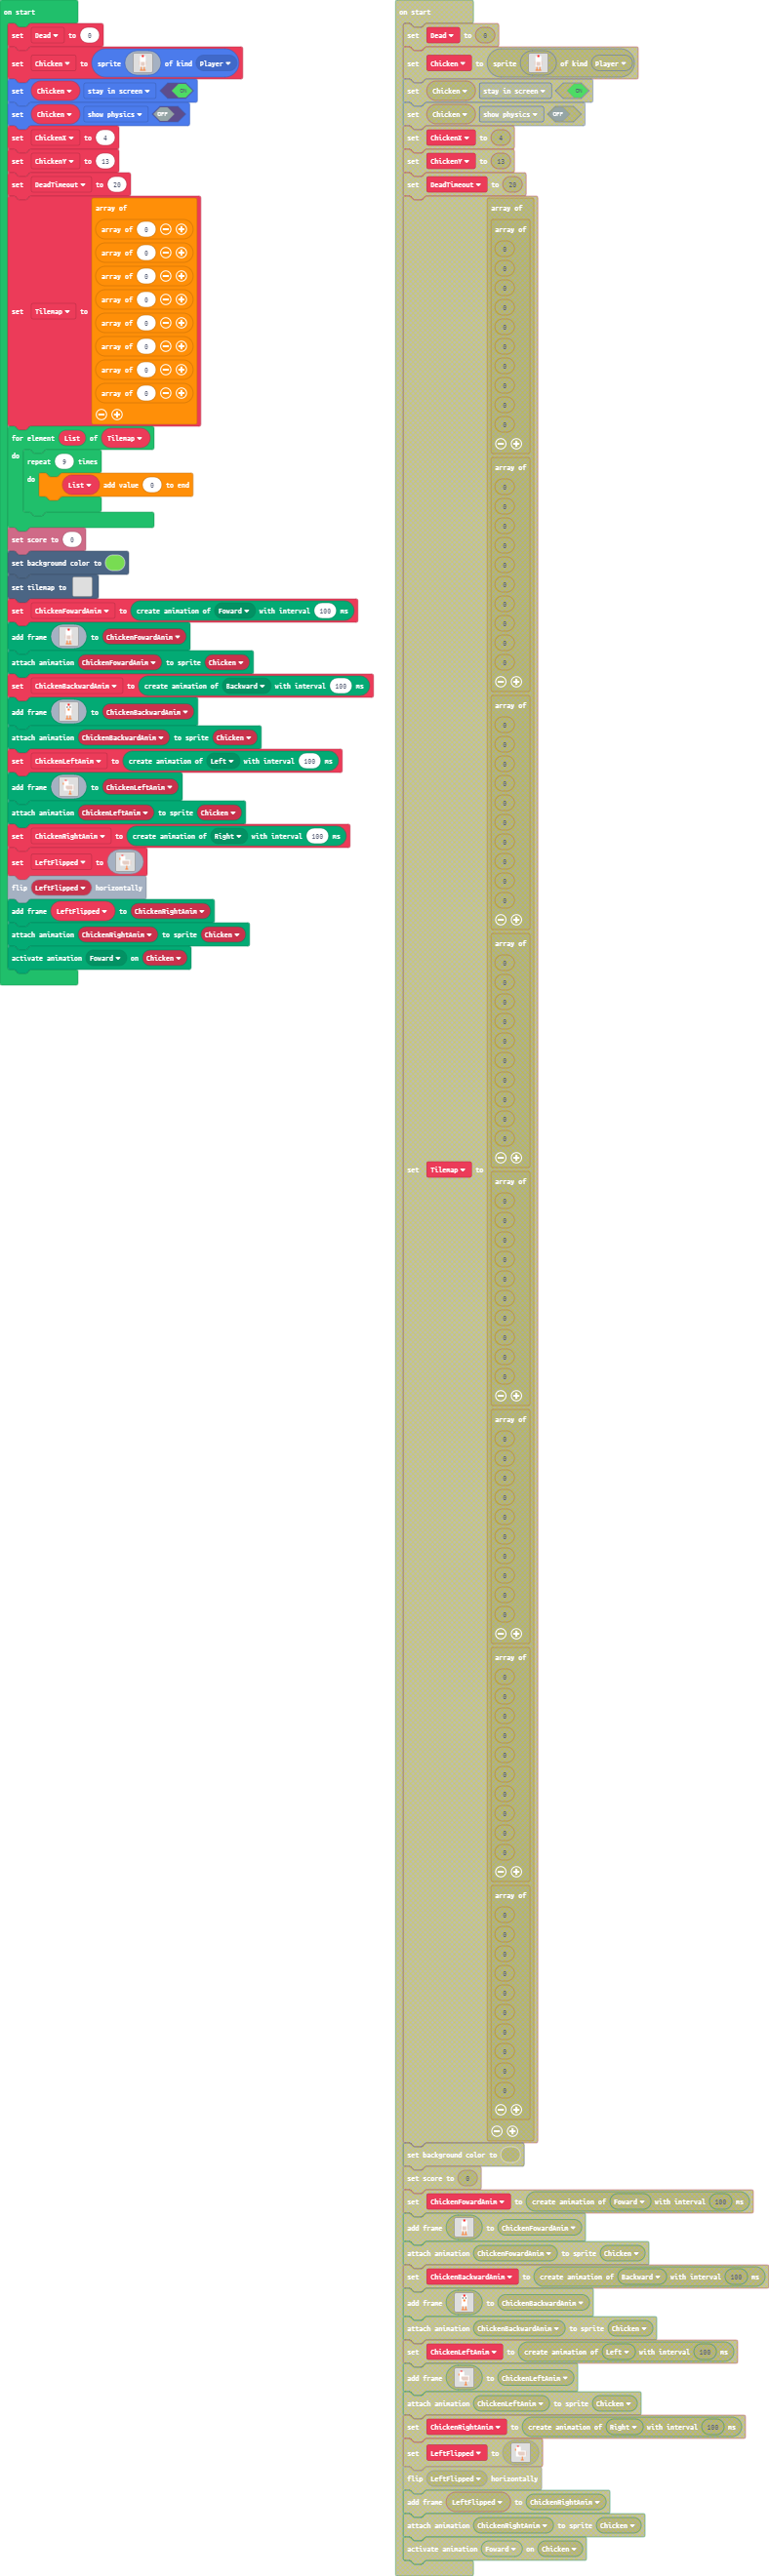 on start
set Dead to 0
set Chicken to sprite of kind Player
set Chicken stay in screen ON
set Chicken show physics OFF
set ChickenX to 4
set ChickenY to 13
set DeadTimeout to 20
array of
array of 0
array of 0
array of 0
array of 0
set Tilemap to
array of 0
array of 0
array of 0
array of 0
for element List of Tilemap
do
repeat 9 times
do
List add value 0 to end
set score to 0
set background color to
set tilemap to
set ChickenFowardAnim to create animation of Foward with interval 100 ms
add frame to ChickenFowardAnim
attach animation ChickenFowardAnim to sprite Chicken
set ChickenBackwardAnim to create animation of Backward with interval 100 ms
add frame to ChickenBackwardAnim
attach animation ChickenBackwardAnim to sprite Chicken
set ChickenLeftAnim to create animation of Left with interval 100 ms
add frame to ChickenLeftAnim
attach animation ChickenLeftAnim to sprite Chicken
set ChickenRightAnim to create animation of Right with interval 100 ms
set LeftFlipped to
flip LeftFlipped horizontally
add frame LeftFlipped to ChickenRightAnim
attach animation ChickenRightAnim to sprite Chicken
activate animation Foward on Chicken
on start
set Dead to 0
set Chicken to sprite of kind Player
set Chicken stay in screen ON
set Chicken show physics OFF
set ChickenX to 4
set ChickenY to 13
set DeadTimeout to 20
array of
array of
0
0
0
0
0
0
0
0
0
0
array of
0
0
0
0
0
0
0
0
0
0
array of
0
0
0
0
0
0
0
0
0
0
array of
0
0
0
0
0
0
0
0
0
0
set Tilemap to
array of
0
0
0
0
0
0
0
0
0
0
array of
0
0
0
0
0
0
0
0
0
0
array of
0
0
0
0
0
0
0
0
0
0
array of
0
0
0
0
0
0
0
0
0
0
set background color to
set score to 0
set ChickenFowardAnim to create animation of Foward with interval 100 ms
add frame to ChickenFowardAnim
attach animation ChickenFowardAnim to sprite Chicken
set ChickenBackwardAnim to create animation of Backward with interval 100 ms
add frame to ChickenBackwardAnim
attach animation ChickenBackwardAnim to sprite Chicken
set ChickenLeftAnim to create animation of Left with interval 100 ms
add frame to ChickenLeftAnim
attach animation ChickenLeftAnim to sprite Chicken
set ChickenRightAnim to create animation of Right with interval 100 ms
set LeftFlipped to
flip LeftFlipped horizontally
add frame LeftFlipped to ChickenRightAnim
attach animation ChickenRightAnim to sprite Chicken
activate animation Foward on Chicken